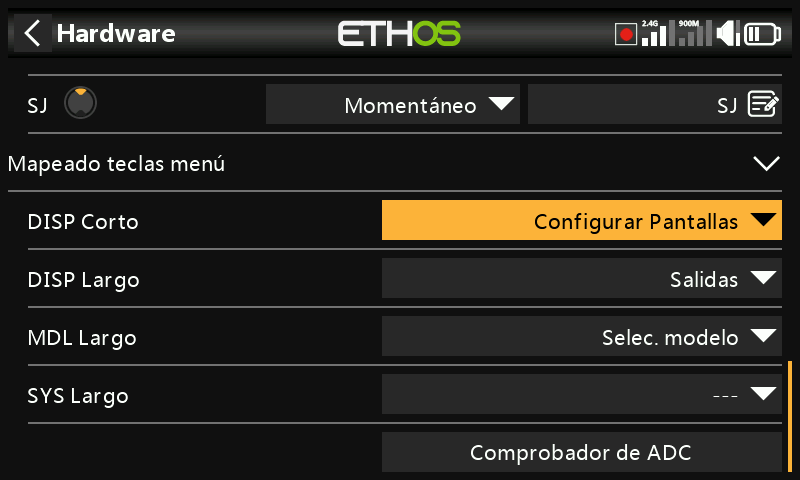 Hardware ETHOS 2.4G 900M
SJ Momentáneo SJ
Mapeado teclas menú
DISP Corto Configurar Pantallas
DISP Largo Salidas
MDL Largo Selec. modelo
SYS Largo ---
Comprobador de ADC